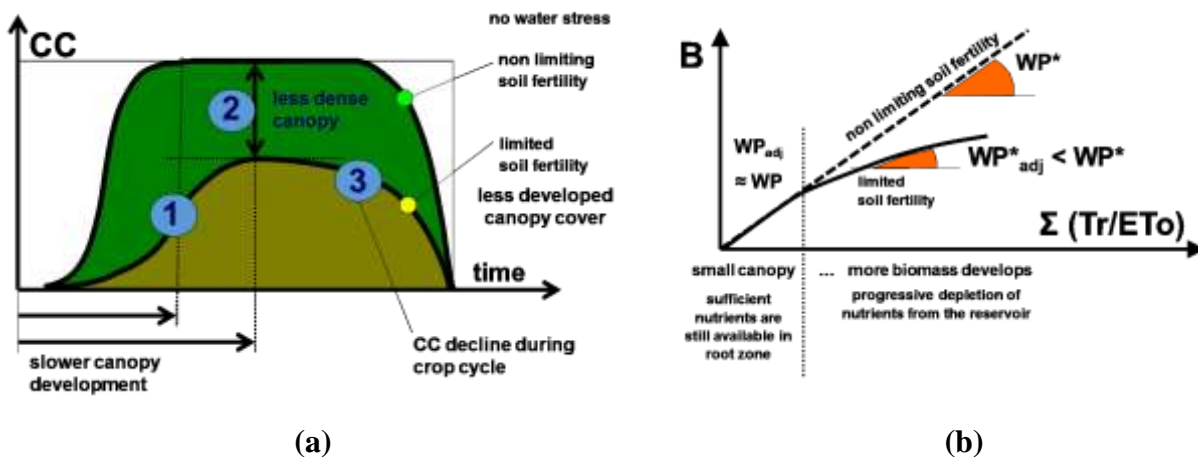 CC
no water stress
non limiting
soil fertility
2
less dense
canopy
limited
soil fertility
1
3
less developed
canopy cover
time
slower canopy
development
CC decline during
crop cycle
(a)
B
non limiting soil fertility
WP*
WPadj
≈ WP
WP*adj < WP*
limited
soil fertility
Σ (Tr/ETo)
small canopy
... more biomass develops
sufficient
nutrients are
still available in
root zone
progressive depletion of
nutrients from the reservoir
(b)